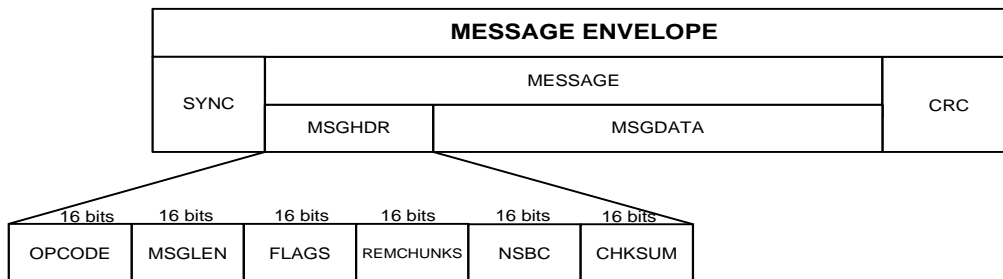 MESSAGE ENVELOPE
SYNC
MESSAGE
CRC
MSGHDR
MSGDATA
16 bits 16 bits 16 bits 16 bits 16 bits 16 bits
OPCODE MSGLEN FLAGS REMCHUNKS NSBC CHKSUM